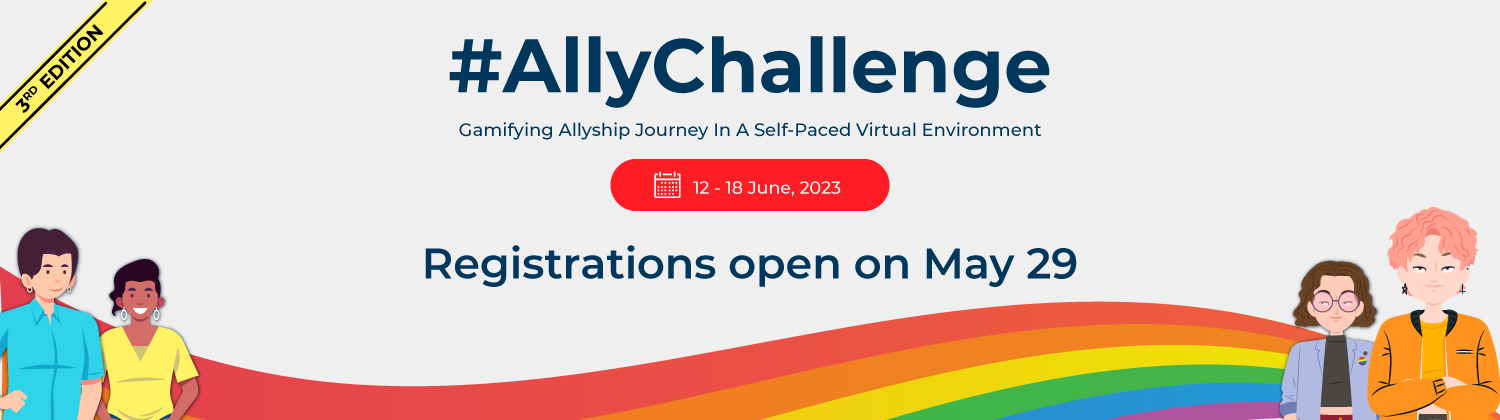 3RD EDITION
#AllyChallenge
Gamifying Allyship Journey In A Self-Paced Virtual Environment
12 - 18 June, 2023
Registrations open on May 29